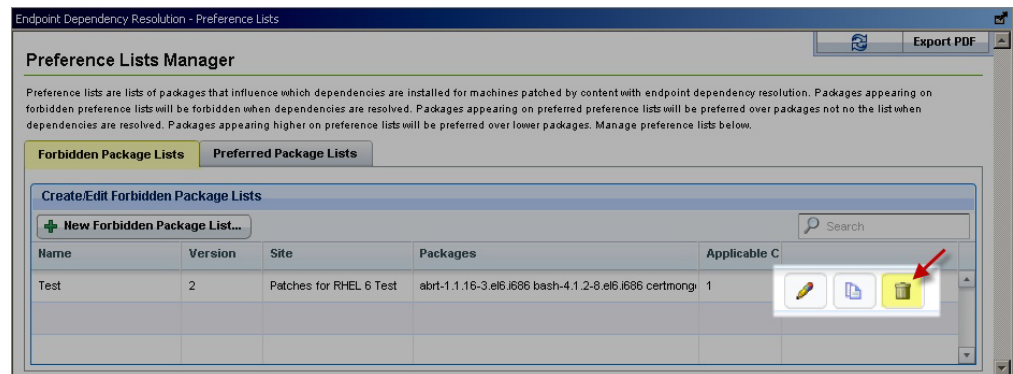 Endpoint Dependency Resolution - Preference Lists
Export PDF
Preference Lists Manager
Preference lists are lists of packages that influence which dependencies are installed for machines patched by content with endpoint dependency resolution. Packages appearing on
forbidden preference lists will be forbidden when dependencies are resolved. Packages appearing on preferred preference lists will be preferred over packages not no the list when
dependencies are resolved. Packages appearing higher on preference lists will be preferred over lower packages. Manage preference lists below.
Forbidden Package Lists Preferred Package Lists
Create/Edit Forbidden Package Lists
New Forbidden Package List... Search
Name Version Site Packages Applicable C
Test 2 Patches for RHEL 6 Test abrt-1.1.16-3.el6.i686 bash-4.1.2-8.el6.i686 certmong 1